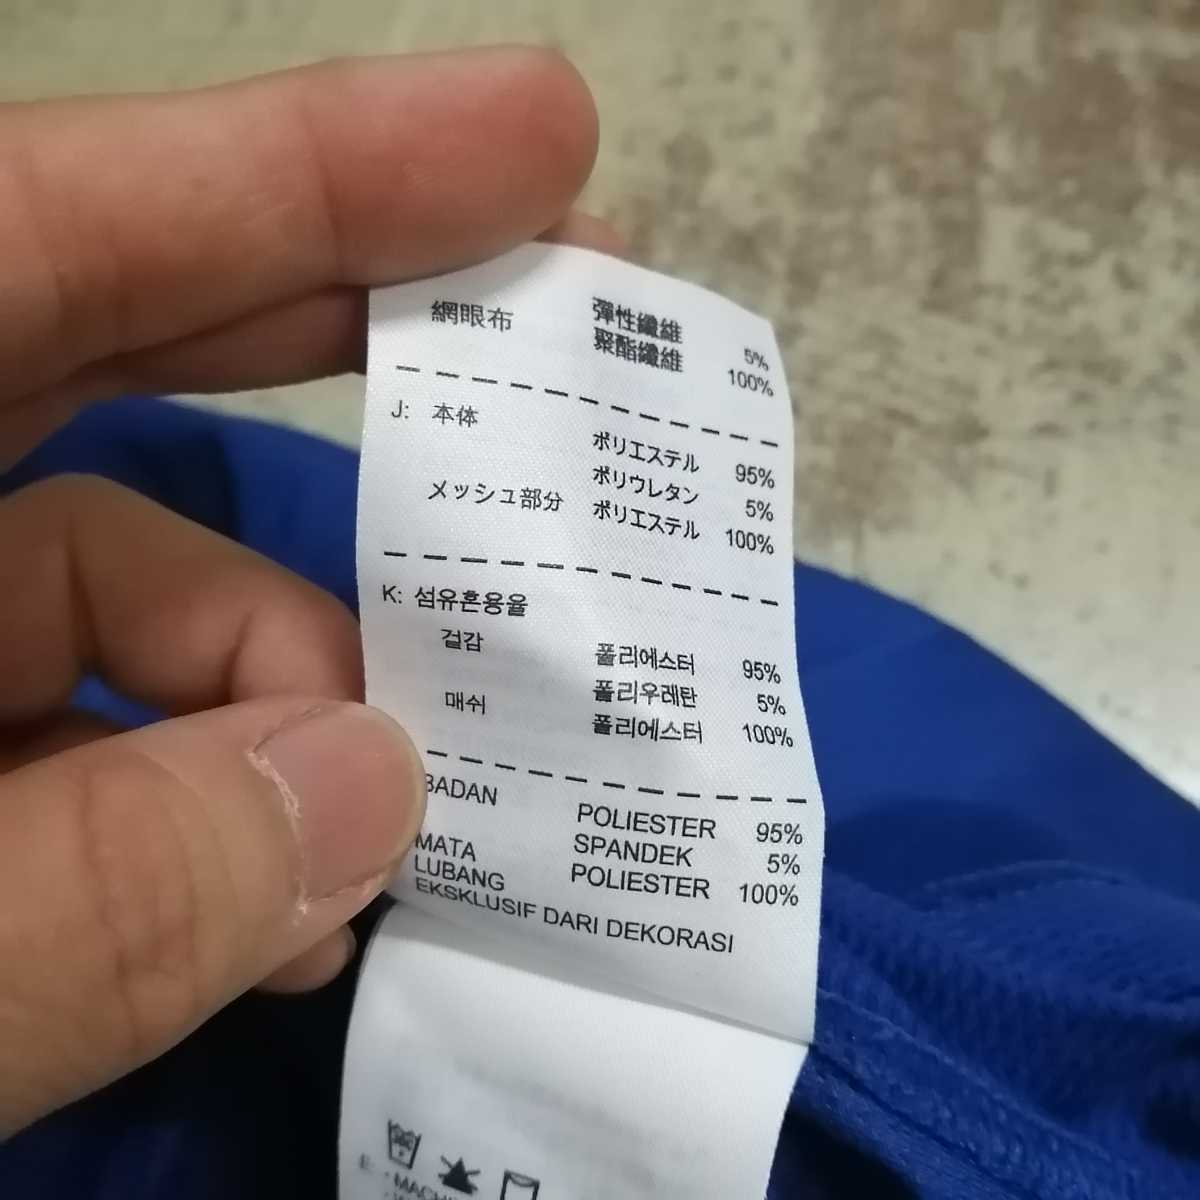 網眼布 彈性纖維 5%
聚酯纖維 100%
J: 本体 ポリエステル 95%
ポリウレタン 5%
メッシュ部分 ポリエステル 100%
K: 섬유혼용율
겉감 폴리에스터 95%
폴리우레탄 5%
매쉬 폴리에스터 100%
BADAN POLIESTER 95%
SPANDEK 5%
MATA LUBANG POLIESTER 100%
EKSKLUSIF DARI DEKORASI